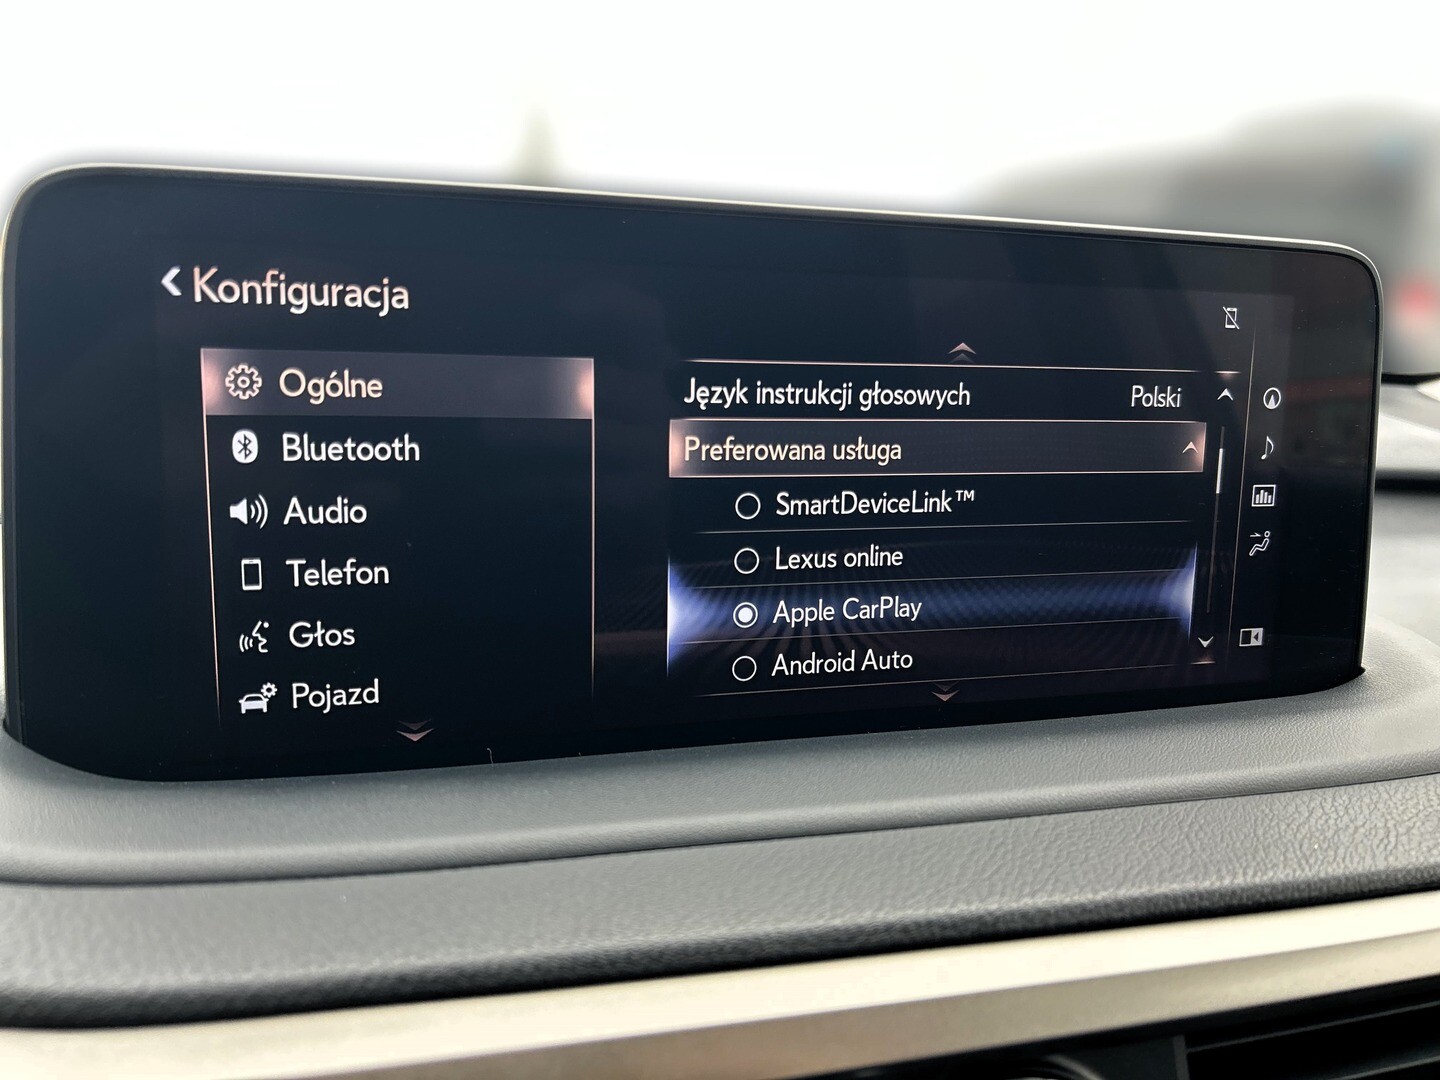 Konfiguracja
Ogólne
Bluetooth
Audio
Telefon
Głos
Pojazd
Język instrukcji głosowych Polski
Preferowana usługa
SmartDeviceLink™
Lexus online
Apple CarPlay
Android Auto